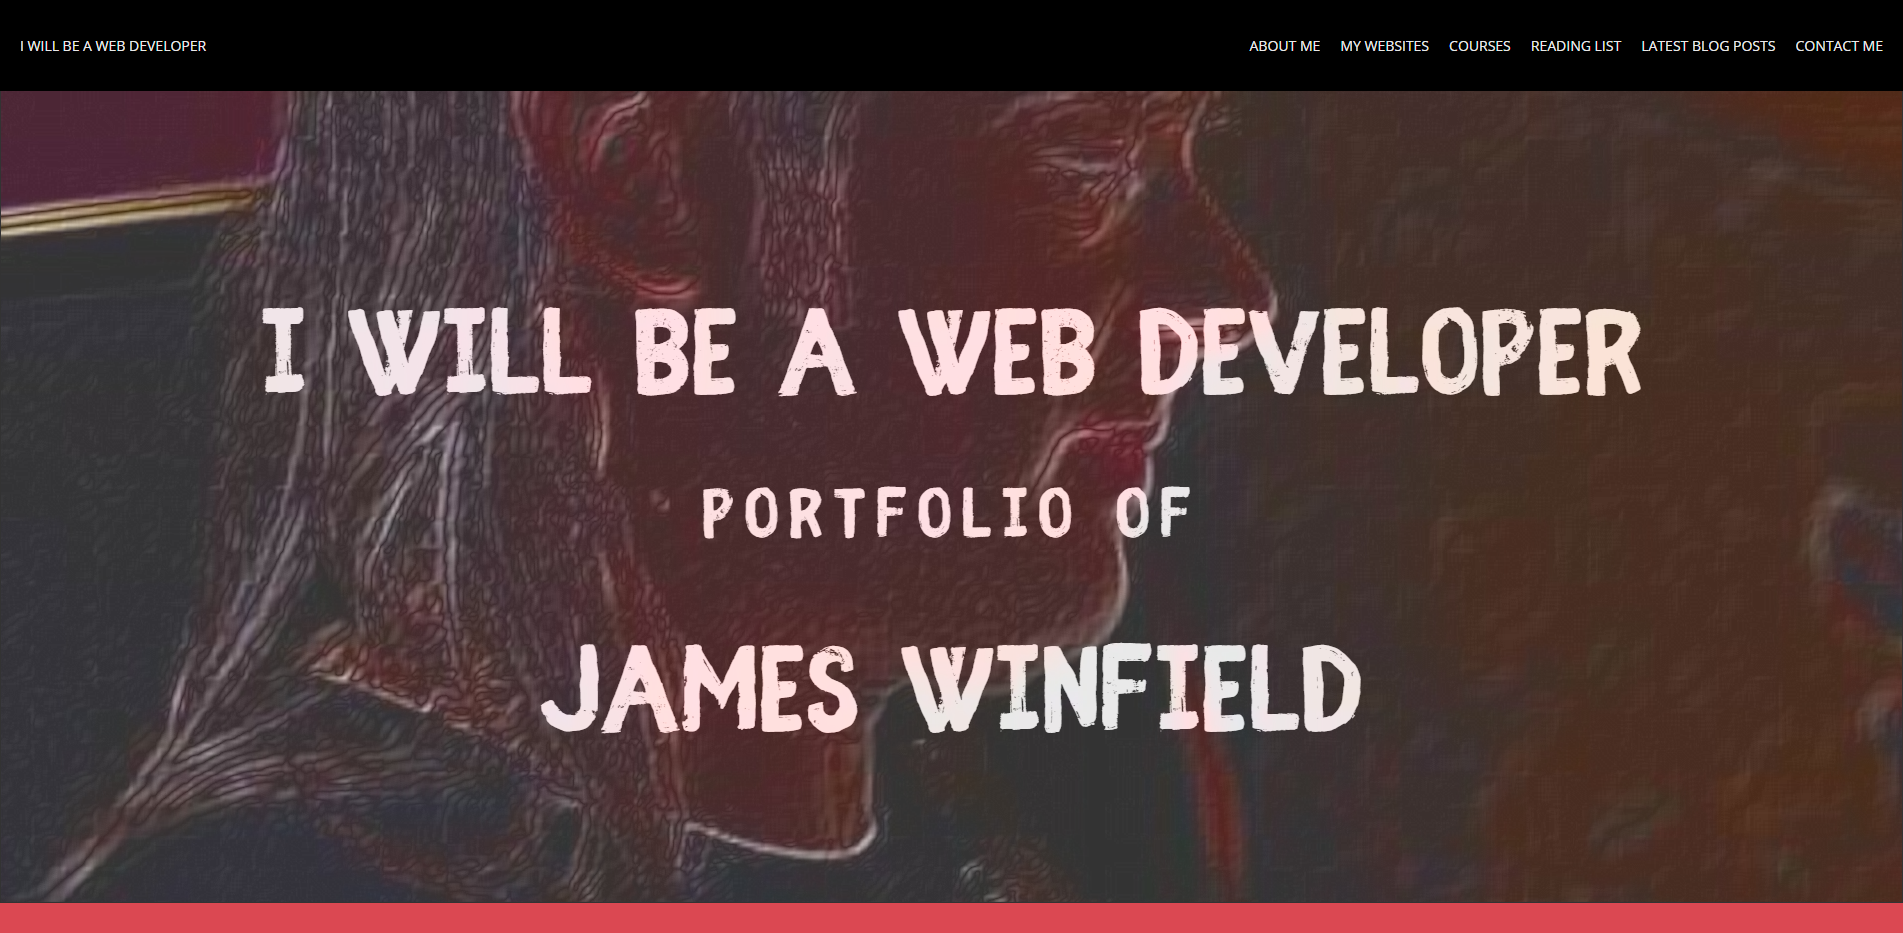 I WILL BE A WEB DEVELOPER
ABOUT ME MY WEBSITES COURSES READING LIST LATEST BLOG POSTS CONTACT ME
I WILL BE A WEB DEVELOPER
PORTFOLIO OF
JAMES WINFIELD